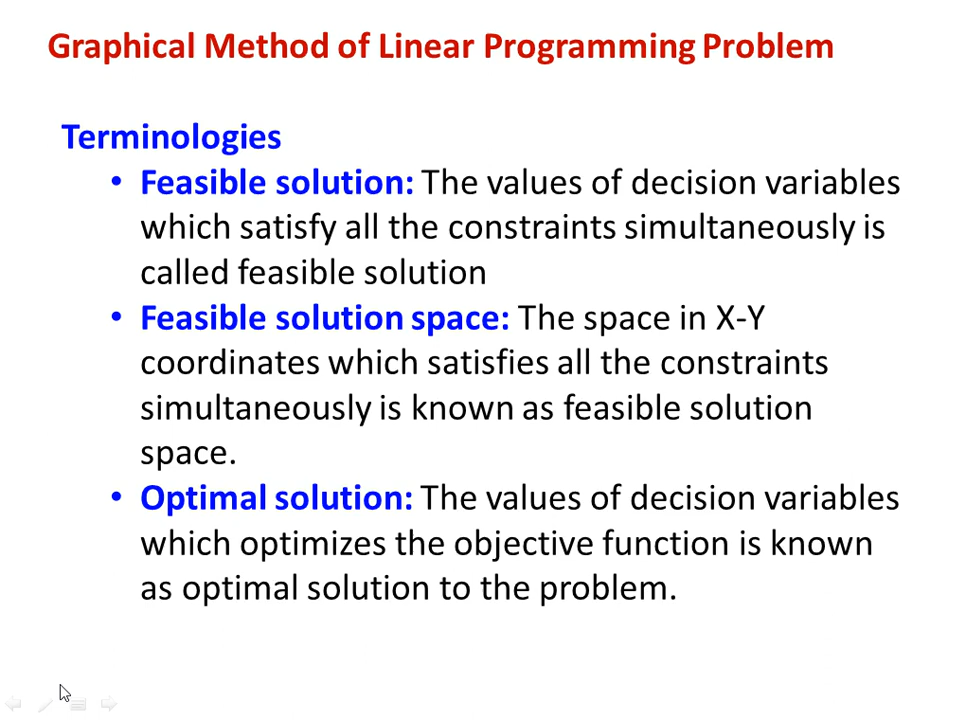 Graphical Method of Linear Programming Problem
Terminologies
• Feasible solution: The values of decision variables
which satisfy all the constraints simultaneously is
called feasible solution
• Feasible solution space: The space in X-Y
coordinates which satisfies all the constraints
simultaneously is known as feasible solution
space.
• Optimal solution: The values of decision variables
which optimizes the objective function is known
as optimal solution to the problem.